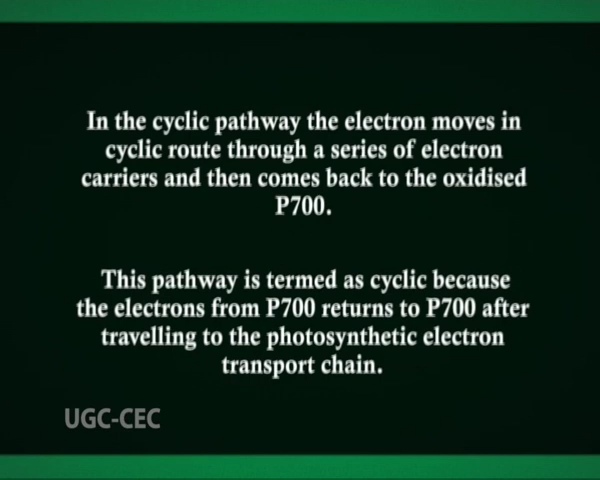 In the cyclic pathway the electron moves in
cyclic route through a series of electron
carriers and then comes back to the oxidised
P700.
This pathway is termed as cyclic because
the electrons from P700 returns to P700 after
travelling to the photosynthetic electron
transport chain.
UGC-CEC